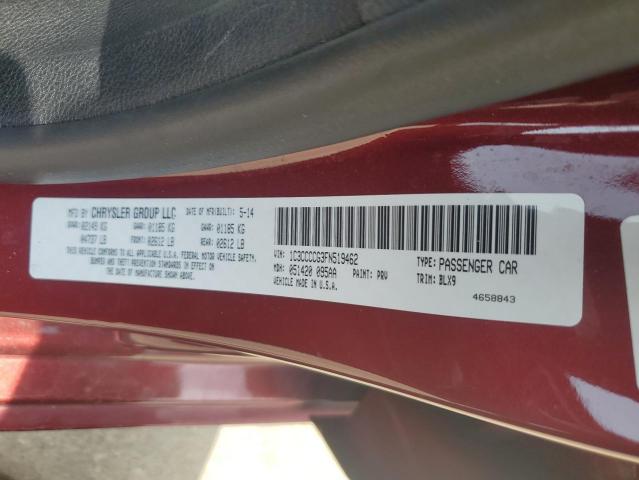 MFD BY CHRYSLER GROUP LLC DATE OF MFR(BUILT): 5-14
GVWR: 02149 KG GAWR: 01185 KG GAWR: 01185 KG
04737 LB FRONT: 02612 LB REAR: 02612 LB
THIS VEHICLE CONFORMS TO ALL APPLICABLE U.S.A. FEDERAL MOTOR VEHICLE SAFETY,
BUMPER AND THEFT PREVENTION STANDARDS IN EFFECT ON
THE DATE OF MANUFACTURE SHOWN ABOVE.
VIN: 1C3CCCCG3FN519462 TYPE: PASSENGER CAR
MDH: 051420 095AA PAINT: PRV TRIM: BLX9
VEHICLE MADE IN U.S.A. 4658843